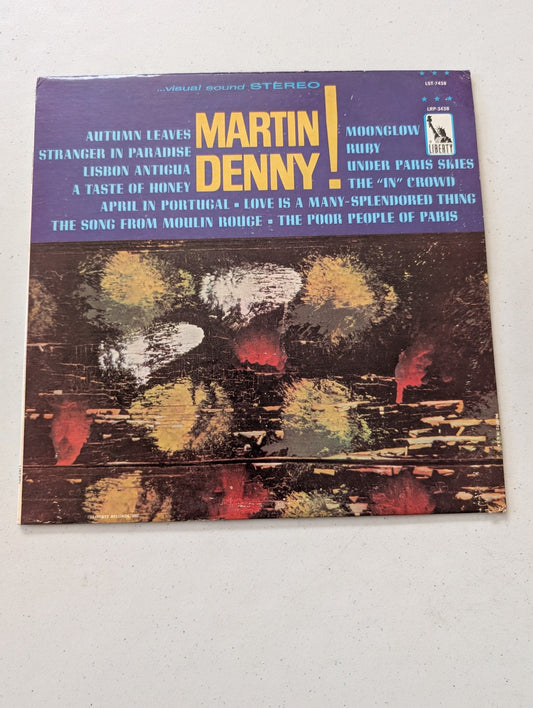 ...visual sound STEREO
LST-7438
LRP-3438
LIBERTY
MARTIN
DENNY!
AUTUMN LEAVES
STRANGER IN PARADISE
LISBON ANTIGUA
A TASTE OF HONEY
MOONGLOW
RUBY
UNDER PARIS SKIES
THE "IN" CROWD
APRIL IN PORTUGAL • LOVE IS A MANY-SPLENDORED THING
THE SONG FROM MOULIN ROUGE • THE POOR PEOPLE OF PARIS